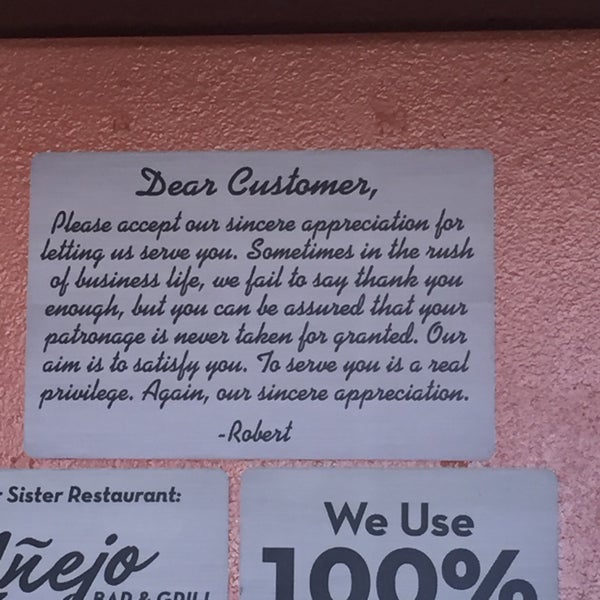 Dear Customer,
Please accept our sincere appreciation for
letting us serve you. Sometimes in the rush
of business life, we fail to say thank you
enough, but you can be assured that your
patronage is never taken for granted. Our
aim is to satisfy you. To serve you is a real
privilege. Again, our sincere appreciation.
-Robert
Sister Restaurant:
Añejo
BAR & GRILL
We Use
100%